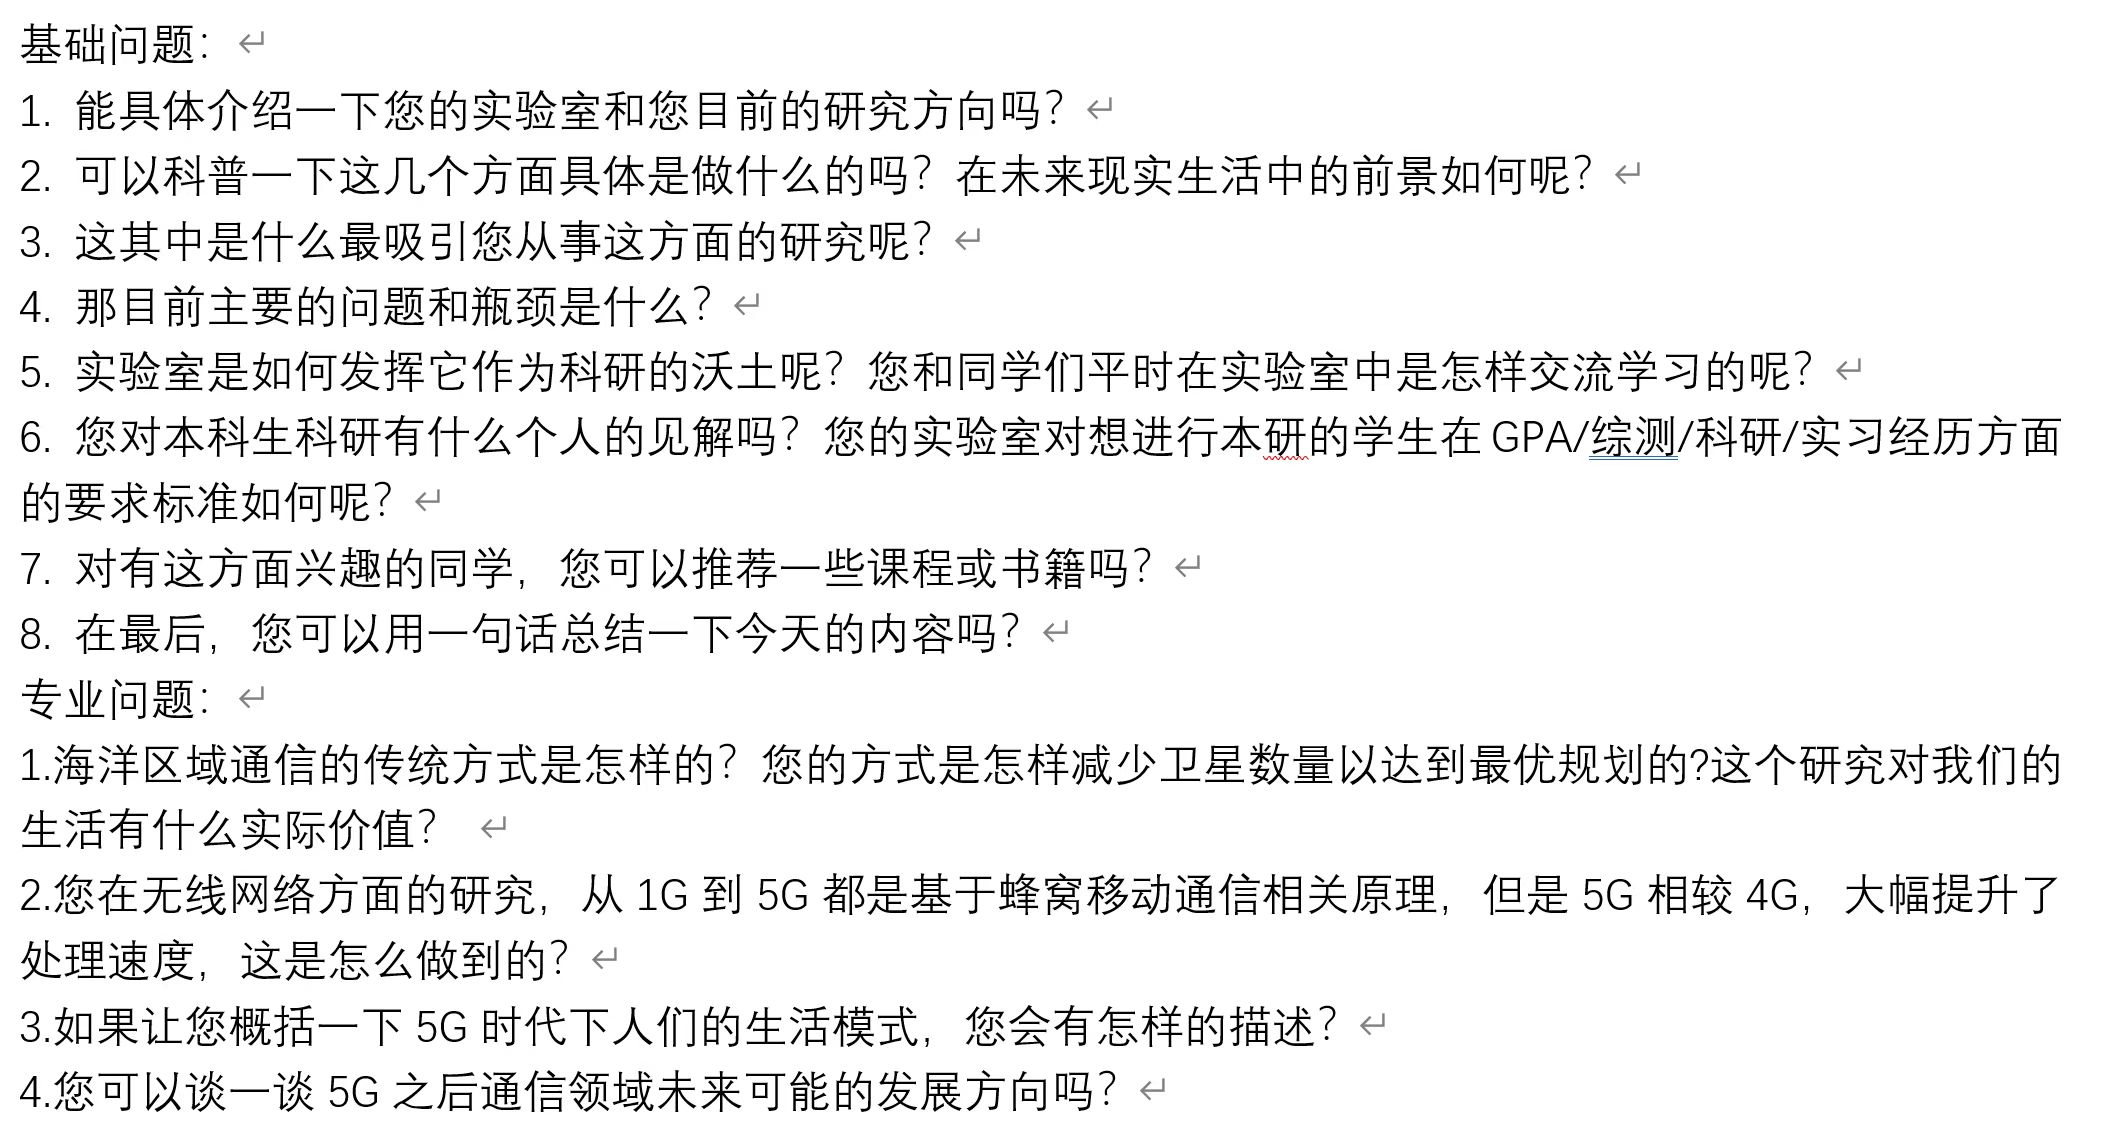 基础问题：
1. 能具体介绍一下您的实验室和您目前的研究方向吗？
2. 可以科普一下这几个方面具体是做什么的吗？在未来现实生活中的前景如何呢？
3. 这其中是什么最吸引您从事这方面的研究呢？
4. 那目前主要的问题和瓶颈是什么？
5. 实验室是如何发挥它作为科研的沃土呢？您和同学们平时在实验室中是怎样交流学习的呢？
6. 您对本科生科研有什么个人的见解吗？您的实验室对想进行本研的学生在 GPA/综测/科研/实习经历方面
的要求标准如何呢？
7. 对有这方面兴趣的同学，您可以推荐一些课程或书籍吗？
8. 在最后，您可以用一句话总结一下今天的内容吗？
专业问题：
1.海洋区域通信的传统方式是怎样的？您的方式是怎样减少卫星数量以达到最优规划的?这个研究对我们的
生活有什么实际价值？
2.您在无线网络方面的研究，从 1G 到 5G 都是基于蜂窝移动通信相关原理，但是 5G 相较 4G，大幅提升了
处理速度，这是怎么做到的？
3.如果让您概括一下 5G 时代下人们的生活模式，您会有怎样的描述？
4.您可以谈一谈 5G 之后通信领域未来可能的发展方向吗？